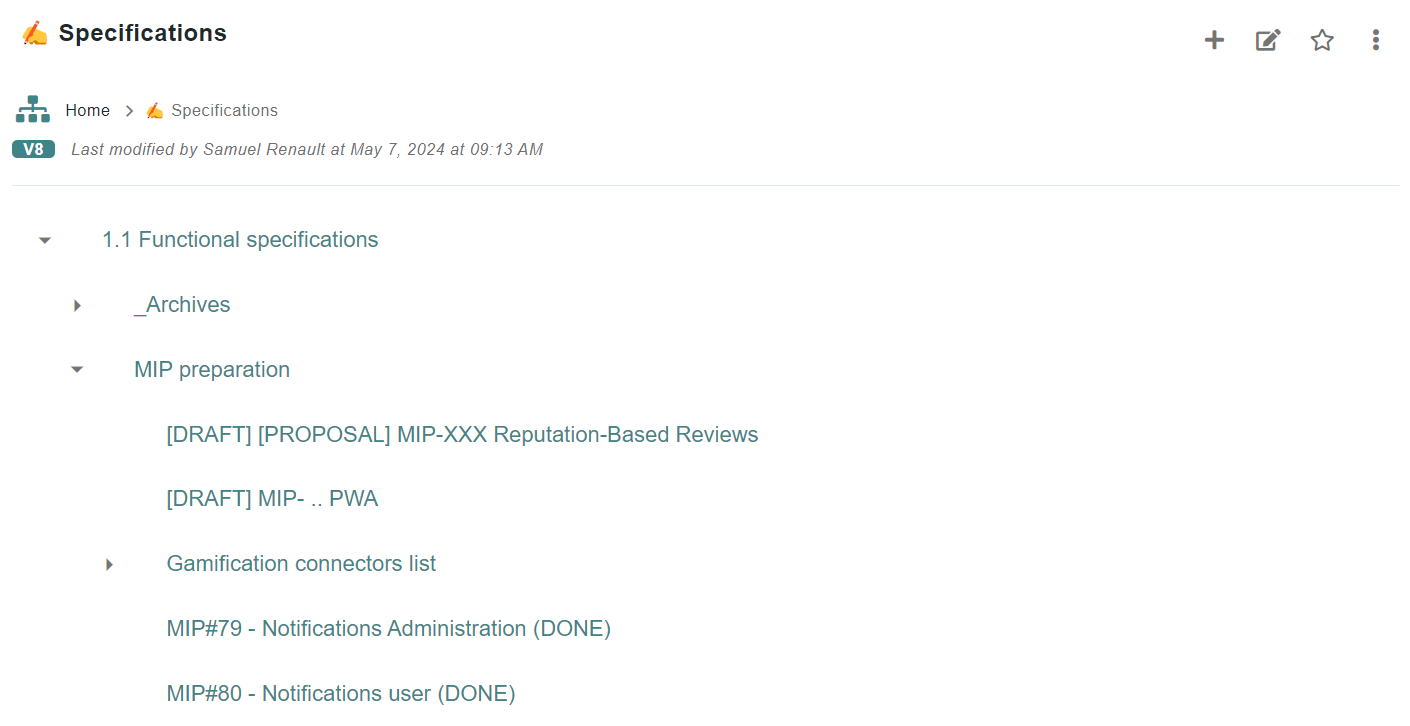 ✍️ Specifications
Home > ✍️ Specifications
V8 Last modified by Samuel Renault at May 7, 2024 at 09:13 AM
1.1 Functional specifications
_Archives
MIP preparation
[DRAFT] [PROPOSAL] MIP-XXX Reputation-Based Reviews
[DRAFT] MIP- .. PWA
Gamification connectors list
MIP#79 - Notifications Administration (DONE)
MIP#80 - Notifications user (DONE)